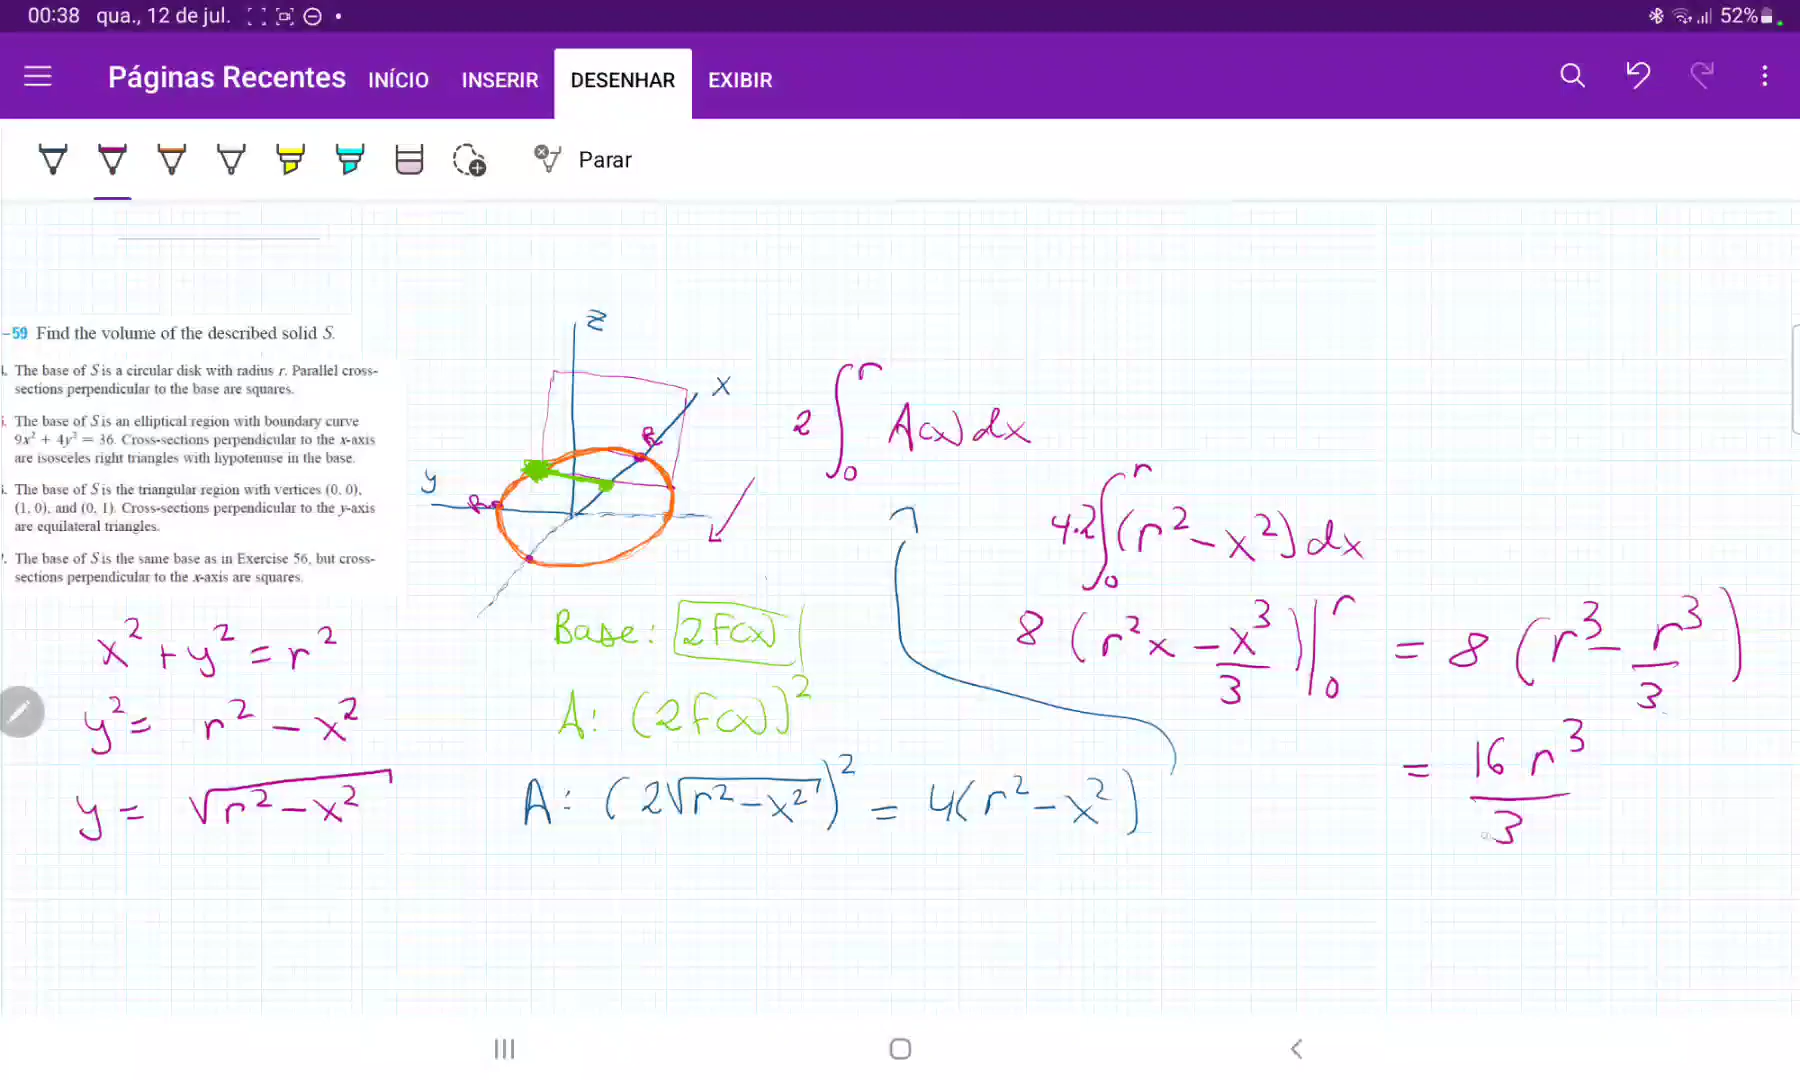 00:38 qua., 12 de jul.
52%
Páginas Recentes INÍCIO INSERIR DESENHAR EXIBIR
Parar
-59 Find the volume of the described solid S.
The base of S is a circular disk with radius r. Parallel cross-
sections perpendicular to the base are squares.
The base of S is an elliptical region with boundary curve
9x² + 4y² = 36. Cross-sections perpendicular to the x-axis
are isosceles right triangles with hypotenuse in the base.
The base of S is the triangular region with vertices (0, 0),
(1, 0), and (0, 1). Cross-sections perpendicular to the y-axis
are equilateral triangles.
The base of S is the same base as in Exercise 56, but cross-
sections perpendicular to the x-axis are squares.
x² + y² = r²
y² = r² - x²
y = √(r² - x²)
z
x
y
Base: 2F(x)
A: (2F(x))²
A: (2√(r² - x²))² = 4(r² - x²)
2 ∫₀ʳ A(x) dx
4·2 ∫₀ʳ (r² - x²) dx
8 (r²x - x³/3) |₀ʳ = 8 (r³ - r³/3)
= 16 r³/3